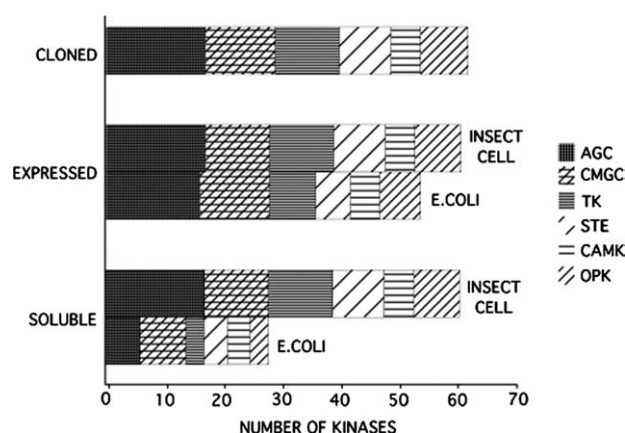 CLONED
EXPRESSED
INSECT
CELL
E.COLI
SOLUBLE
INSECT
CELL
E.COLI
AGC
CMGC
TK
STE
CAMK
OPK
0 10 20 30 40 50 60 70
NUMBER OF KINASES